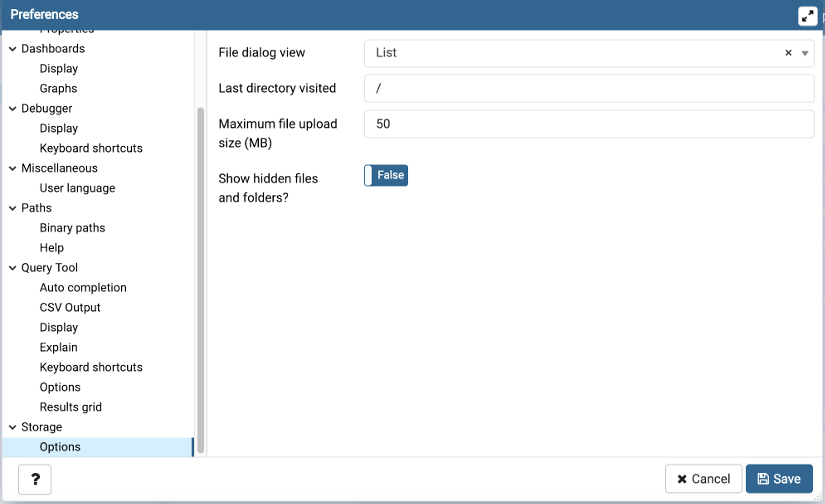 Preferences
Properties
Dashboards
Display
Graphs
Debugger
Display
Keyboard shortcuts
Miscellaneous
User language
Paths
Binary paths
Help
Query Tool
Auto completion
CSV Output
Display
Explain
Keyboard shortcuts
Options
Results grid
Storage
Options
File dialog view
List
Last directory visited
/
Maximum file upload
size (MB)
50
Show hidden files
and folders?
False
?
Cancel
Save